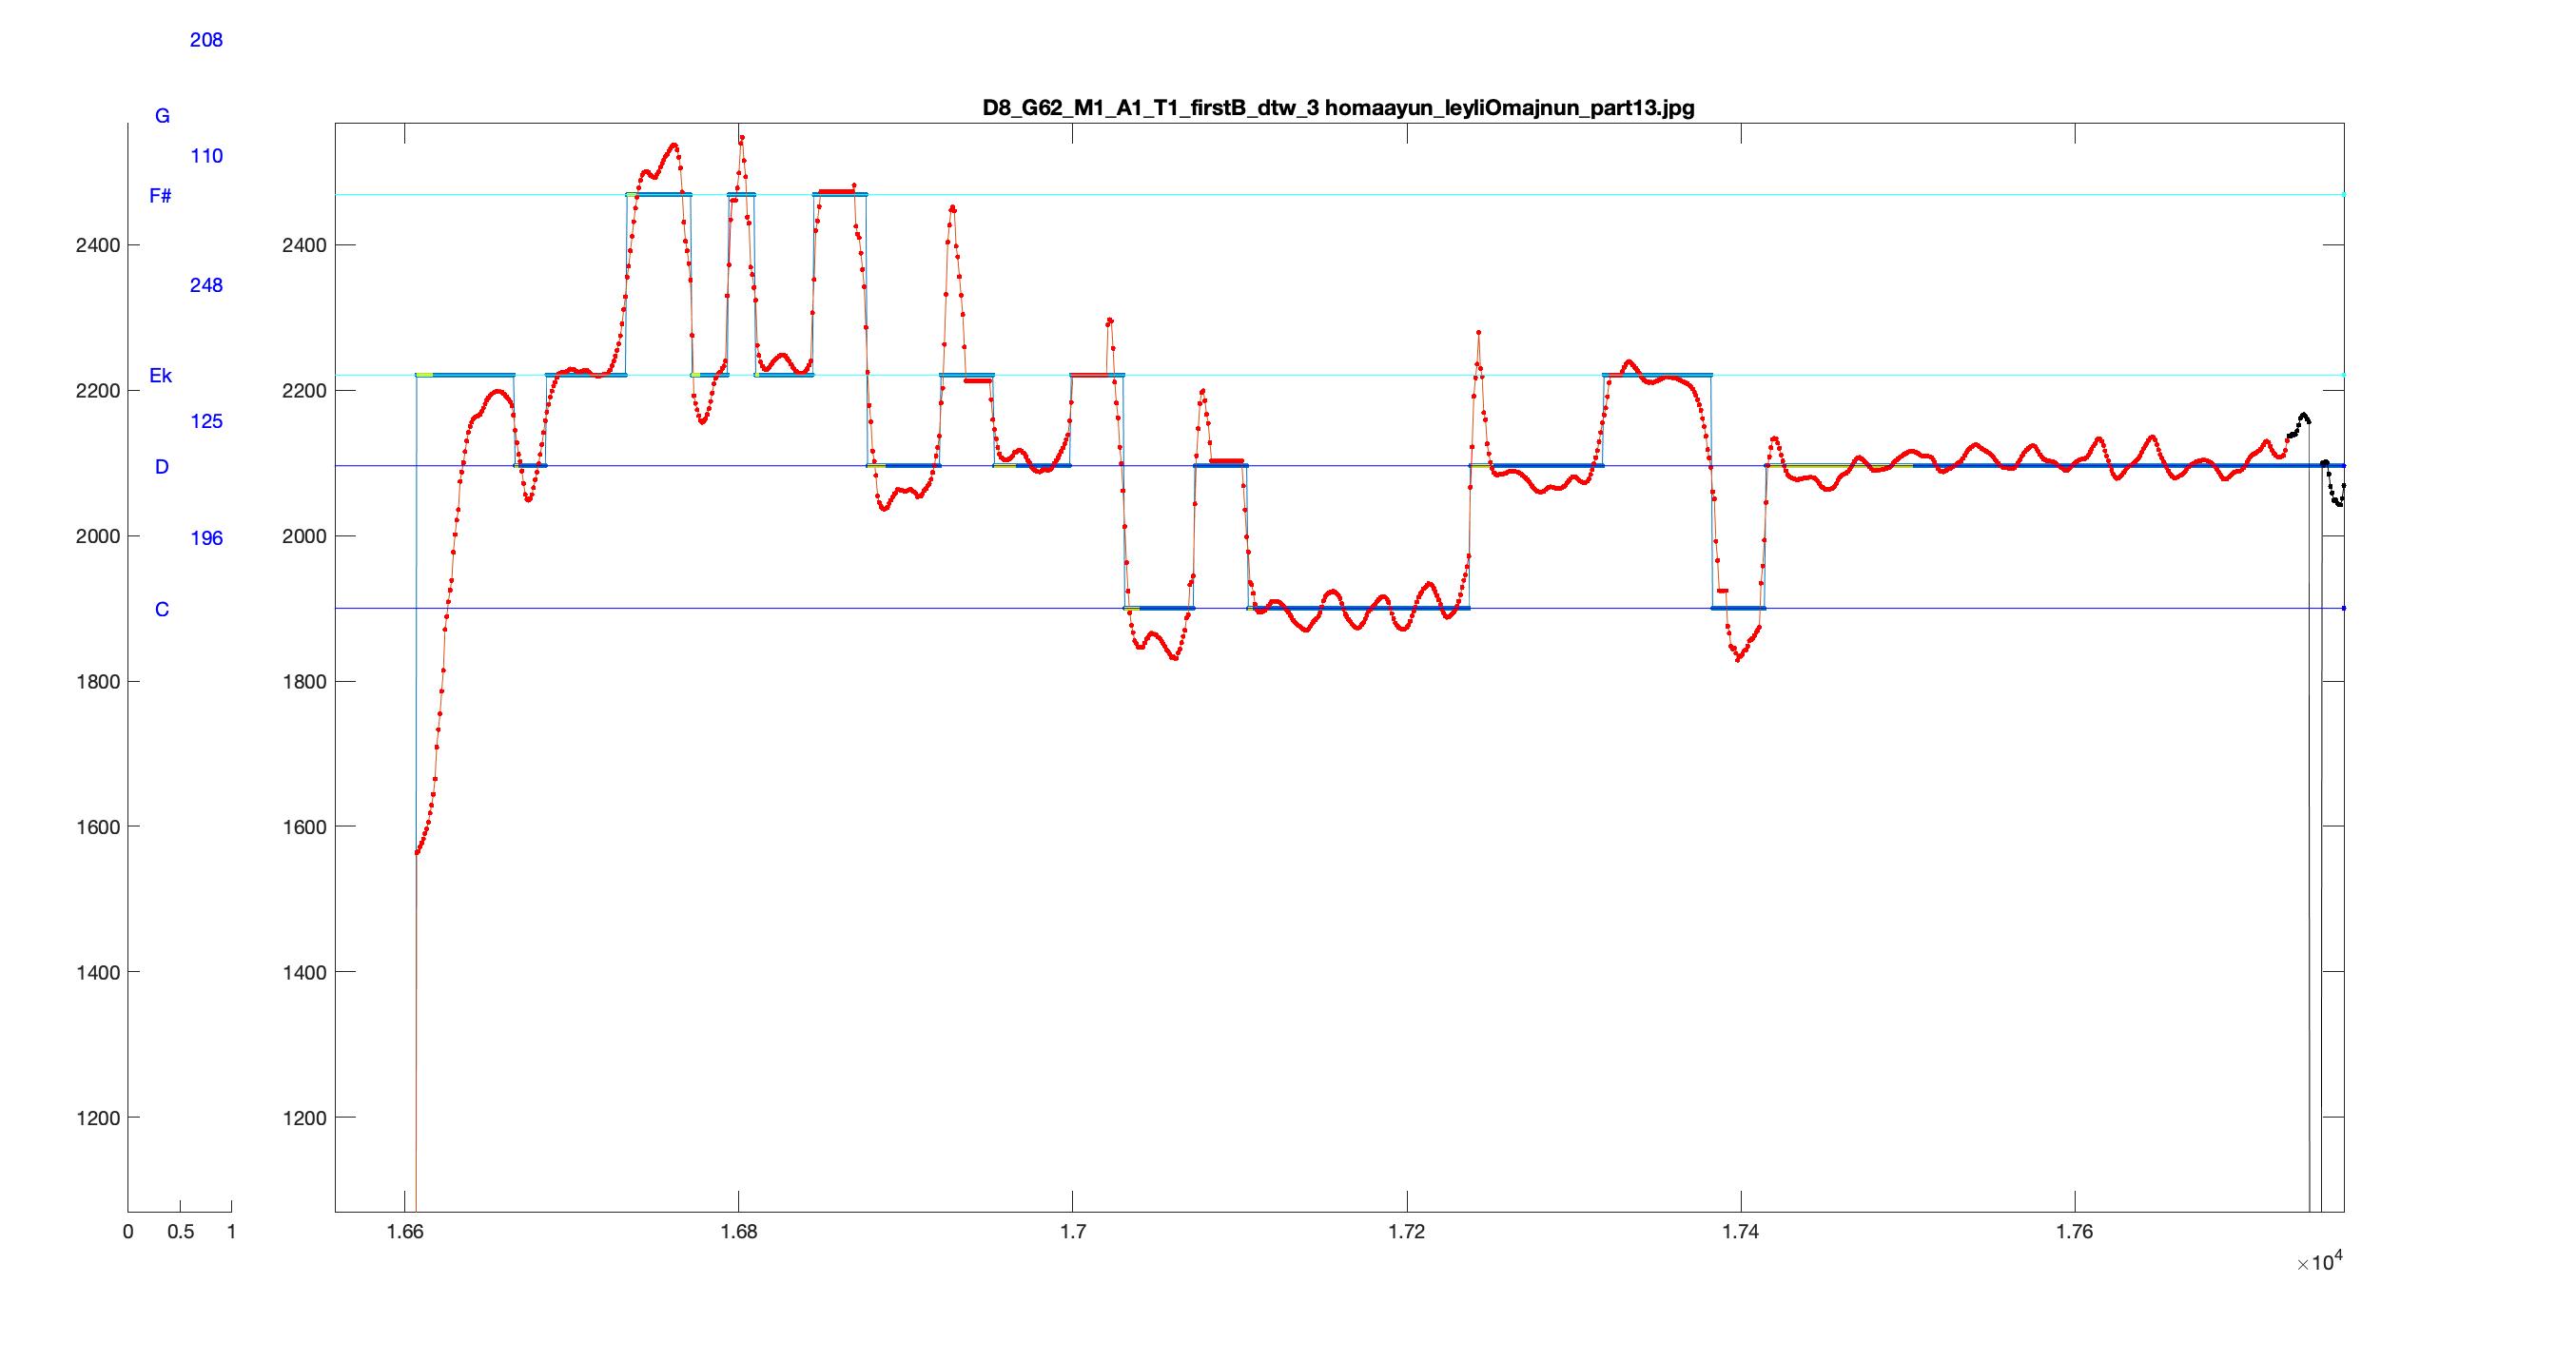 208
D8_G62_M1_A1_T1_firstB_dtw_3 homaayun_leyliOmajnun_part13.jpg
G
110
F#
2400 2400
248
Ek
2200 2200
125
D
2000 196 2000
C
1800 1800
1600 1600
1400 1400
1200 1200
0 0.5 1 1.66 1.68 1.7 1.72 1.74 1.76
×10^4